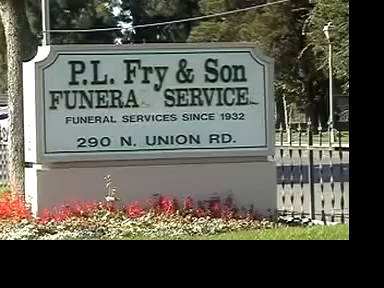 P.L. Fry & Son
FUNERA SERVICE
FUNERAL SERVICES SINCE 1932
290 N. UNION RD.